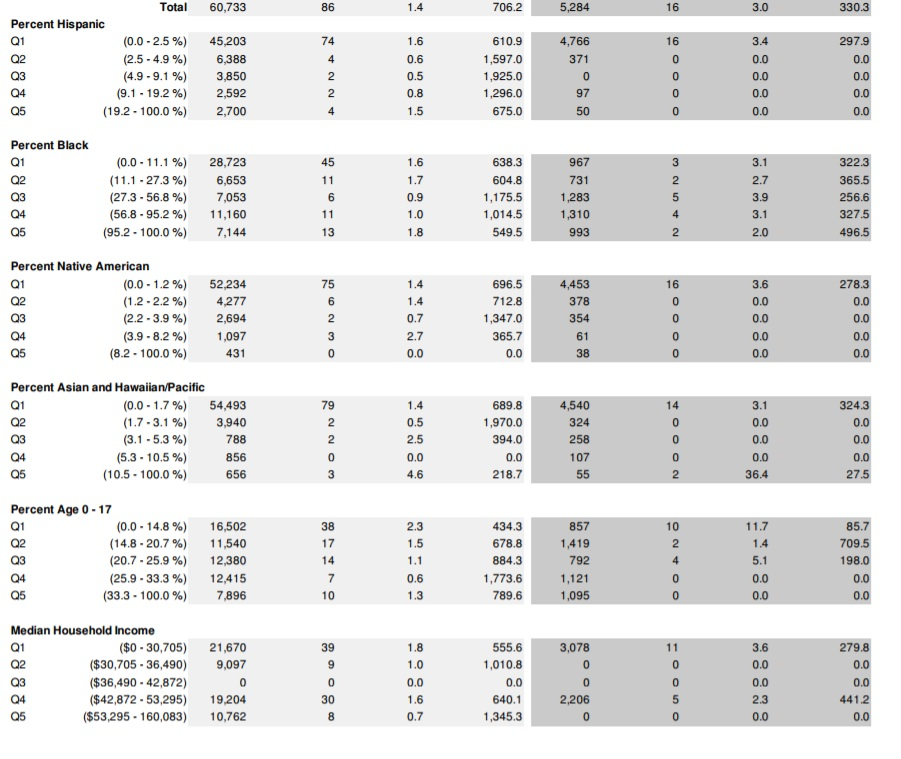 Total 60,733 86 1.4 706.2 5,284 16 3.0 330.3
Percent Hispanic
Q1 (0.0 - 2.5 %) 45,203 74 1.6 610.9 4,766 16 3.4 297.9
Q2 (2.5 - 4.9 %) 6,388 4 0.6 1,597.0 371 0 0.0 0.0
Q3 (4.9 - 9.1 %) 3,850 2 0.5 1,925.0 0 0 0.0 0.0
Q4 (9.1 - 19.2 %) 2,592 2 0.8 1,296.0 97 0 0.0 0.0
Q5 (19.2 - 100.0 %) 2,700 4 1.5 675.0 50 0 0.0 0.0
Percent Black
Q1 (0.0 - 11.1 %) 28,723 45 1.6 638.3 967 3 3.1 322.3
Q2 (11.1 - 27.3 %) 6,653 11 1.7 604.8 731 2 2.7 365.5
Q3 (27.3 - 56.8 %) 7,053 6 0.9 1,175.5 1,283 5 3.9 256.6
Q4 (56.8 - 95.2 %) 11,160 11 1.0 1,014.5 1,310 4 3.1 327.5
Q5 (95.2 - 100.0 %) 7,144 13 1.8 549.5 993 2 2.0 496.5
Percent Native American
Q1 (0.0 - 1.2 %) 52,234 75 1.4 696.5 4,453 16 3.6 278.3
Q2 (1.2 - 2.2 %) 4,277 6 1.4 712.8 378 0 0.0 0.0
Q3 (2.2 - 3.9 %) 2,694 2 0.7 1,347.0 354 0 0.0 0.0
Q4 (3.9 - 8.2 %) 1,097 3 2.7 365.7 61 0 0.0 0.0
Q5 (8.2 - 100.0 %) 431 0 0.0 0.0 38 0 0.0 0.0
Percent Asian and Hawaiian/Pacific
Q1 (0.0 - 1.7 %) 54,493 79 1.4 689.8 4,540 14 3.1 324.3
Q2 (1.7 - 3.1 %) 3,940 2 0.5 1,970.0 324 0 0.0 0.0
Q3 (3.1 - 5.3 %) 788 2 2.5 394.0 258 0 0.0 0.0
Q4 (5.3 - 10.5 %) 856 0 0.0 0.0 107 0 0.0 0.0
Q5 (10.5 - 100.0 %) 656 3 4.6 218.7 55 2 36.4 27.5
Percent Age 0 - 17
Q1 (0.0 - 14.8 %) 16,502 38 2.3 434.3 857 10 11.7 85.7
Q2 (14.8 - 20.7 %) 11,540 17 1.5 678.8 1,419 2 1.4 709.5
Q3 (20.7 - 25.9 %) 12,380 14 1.1 884.3 792 4 5.1 198.0
Q4 (25.9 - 33.3 %) 12,415 7 0.6 1,773.6 1,121 0 0.0 0.0
Q5 (33.3 - 100.0 %) 7,896 10 1.3 789.6 1,095 0 0.0 0.0
Median Household Income
Q1 ($0 - 30,705) 21,670 39 1.8 555.6 3,078 11 3.6 279.8
Q2 ($30,705 - 36,490) 9,097 9 1.0 1,010.8 0 0 0.0 0.0
Q3 ($36,490 - 42,872) 0 0 0.0 0.0 0 0 0.0 0.0
Q4 ($42,872 - 53,295) 19,204 30 1.6 640.1 2,206 5 2.3 441.2
Q5 ($53,295 - 160,083) 10,762 8 0.7 1,345.3 0 0 0.0 0.0